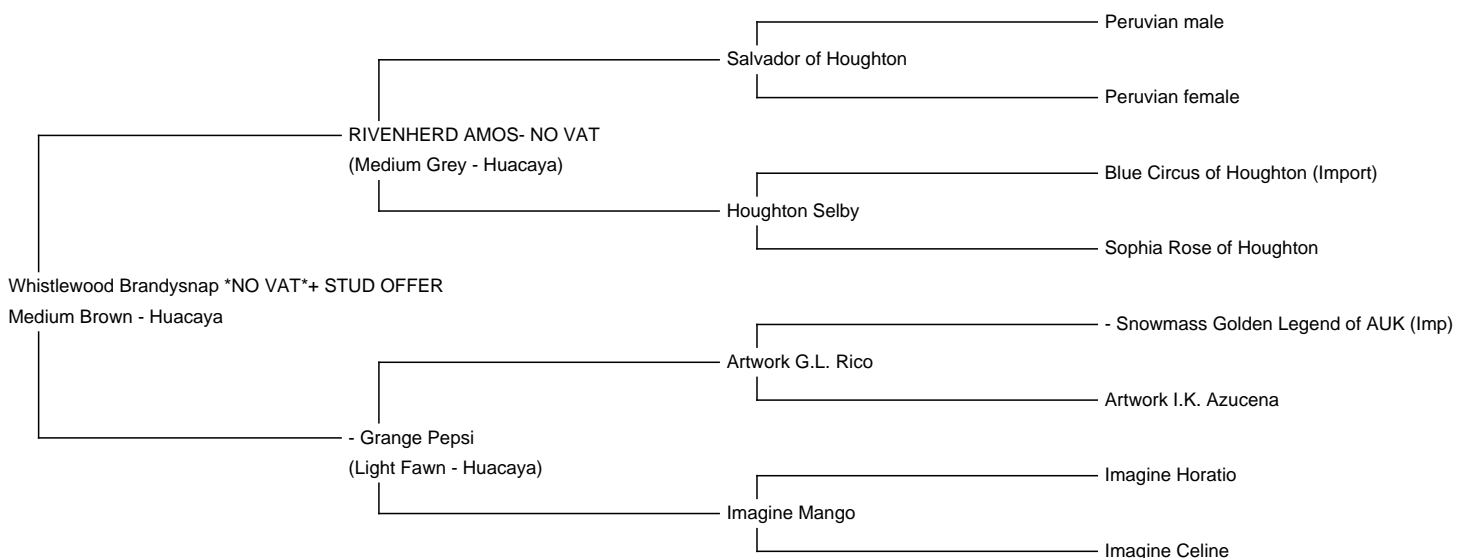 Peruvian male
Salvador of Houghton
Peruvian female
RIVENHERD AMOS- NO VAT
(Medium Grey - Huacaya)
Blue Circus of Houghton (Import)
Houghton Selby
Sophia Rose of Houghton
Whistlewood Brandysnap *NO VAT*+ STUD OFFER
Medium Brown - Huacaya
- Snowmass Golden Legend of AUK (Imp)
Artwork G.L. Rico
Artwork I.K. Azucena
- Grange Pepsi
(Light Fawn - Huacaya)
Imagine Horatio
Imagine Mango
Imagine Celine